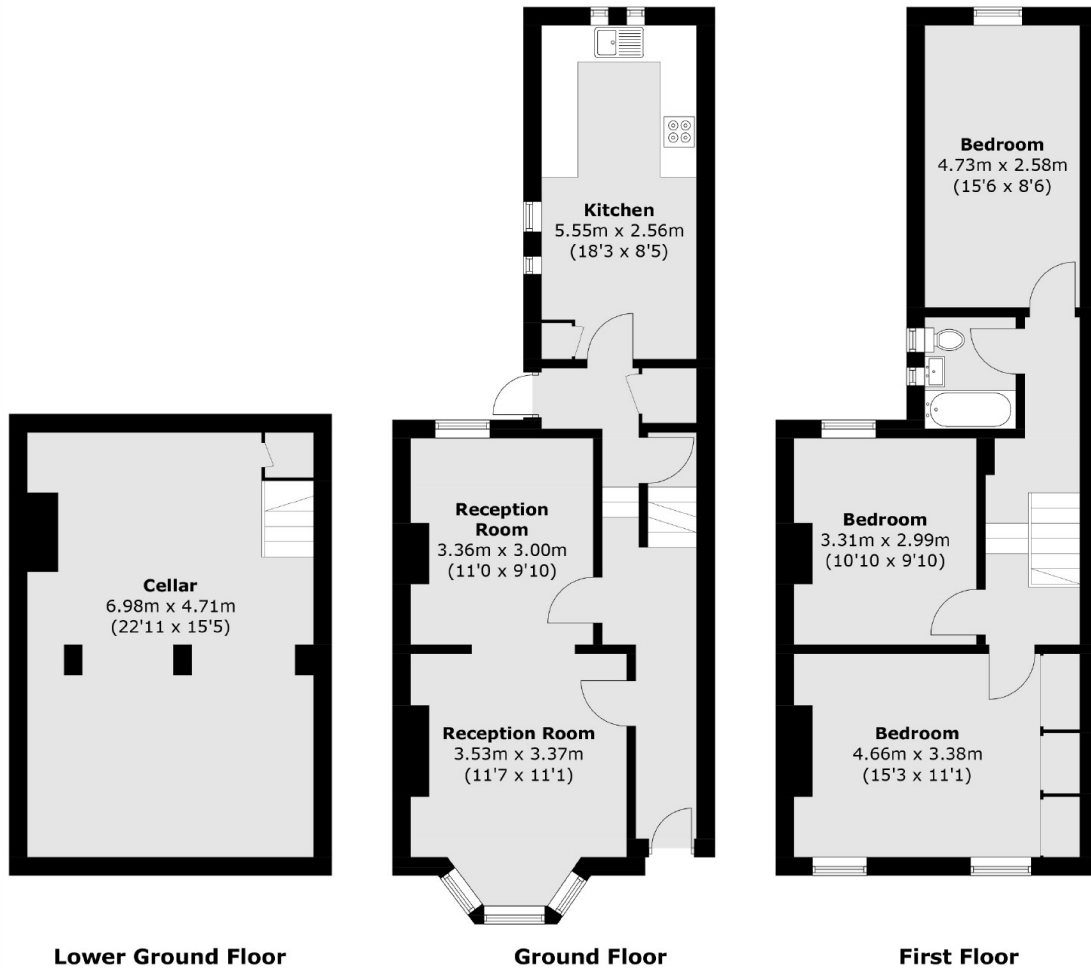 Cellar
6.98m x 4.71m
(22'11 x 15'5)
Lower Ground Floor
Kitchen
5.55m x 2.56m
(18'3 x 8'5)
Reception
Room
3.36m x 3.00m
(11'0 x 9'10)
Reception Room
3.53m x 3.37m
(11'7 x 11'1)
Ground Floor
Bedroom
4.73m x 2.58m
(15'6 x 8'6)
Bedroom
3.31m x 2.99m
(10'10 x 9'10)
Bedroom
4.66m x 3.38m
(15'3 x 11'1)
First Floor